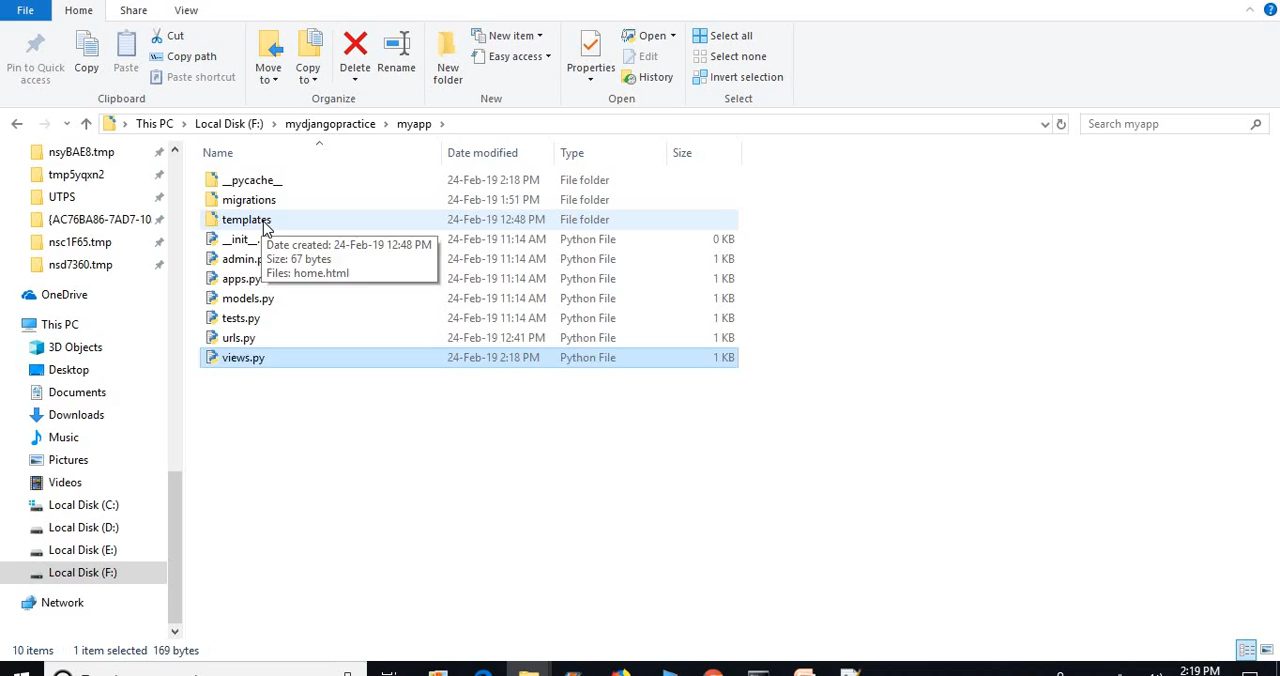 File Home Share View
Pin to Quick access
Copy
Paste
Cut
Copy path
Paste shortcut
Clipboard
Move to
Copy to
Delete
Rename
Organize
New folder
New item
Easy access
New
Properties
Open
Edit
History
Open
Select all
Select none
Invert selection
Select
This PC Local Disk (F:) mydjangopractice myapp
Search myapp
nsyBAE8.tmp
tmp5yqxn2
UTPS
{AC76BA86-7AD7-10
nsc1F65.tmp
nsd7360.tmp
OneDrive
This PC
3D Objects
Desktop
Documents
Downloads
Music
Pictures
Videos
Local Disk (C:)
Local Disk (D:)
Local Disk (E:)
Local Disk (F:)
Network
Name Date modified Type Size
__pycache__ 24-Feb-19 2:18 PM File folder
migrations 24-Feb-19 1:51 PM File folder
templates 24-Feb-19 12:48 PM File folder
__init__. 24-Feb-19 11:14 AM Python File 0 KB
admin.p 24-Feb-19 11:14 AM Python File 1 KB
apps.py 24-Feb-19 11:14 AM Python File 1 KB
models.py 24-Feb-19 11:14 AM Python File 1 KB
tests.py 24-Feb-19 11:14 AM Python File 1 KB
urls.py 24-Feb-19 12:41 PM Python File 1 KB
views.py 24-Feb-19 2:18 PM Python File 1 KB
Date created: 24-Feb-19 12:48 PM
Size: 67 bytes
Files: home.html
10 items 1 item selected 169 bytes
2:19 PM